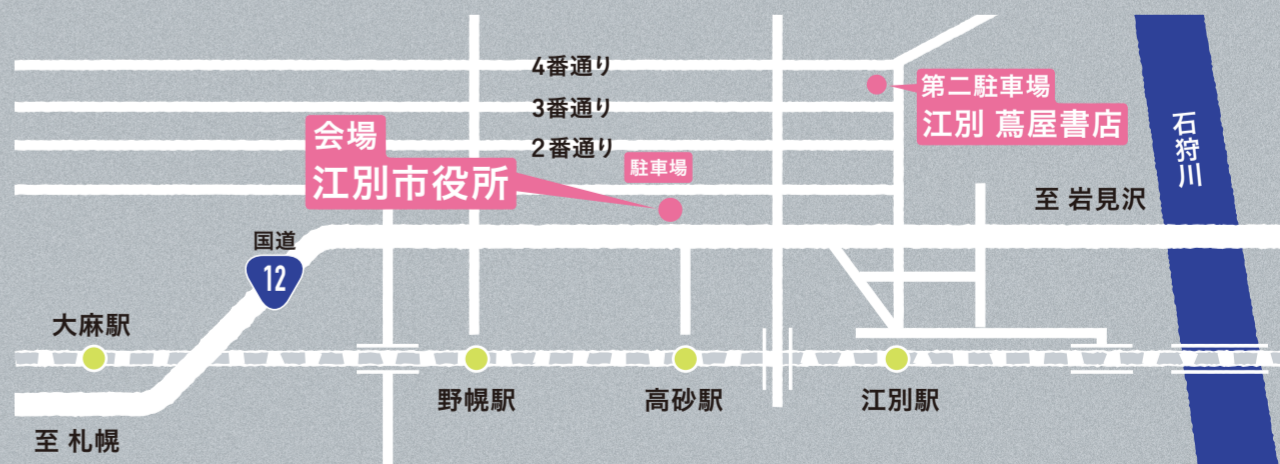 4番通り
第二駐車場
江別 蔦屋書店
3番通り
会場
江別市役所
2番通り
駐車場
石狩川
至 岩見沢
国道
12
大麻駅
野幌駅
高砂駅
江別駅
至 札幌